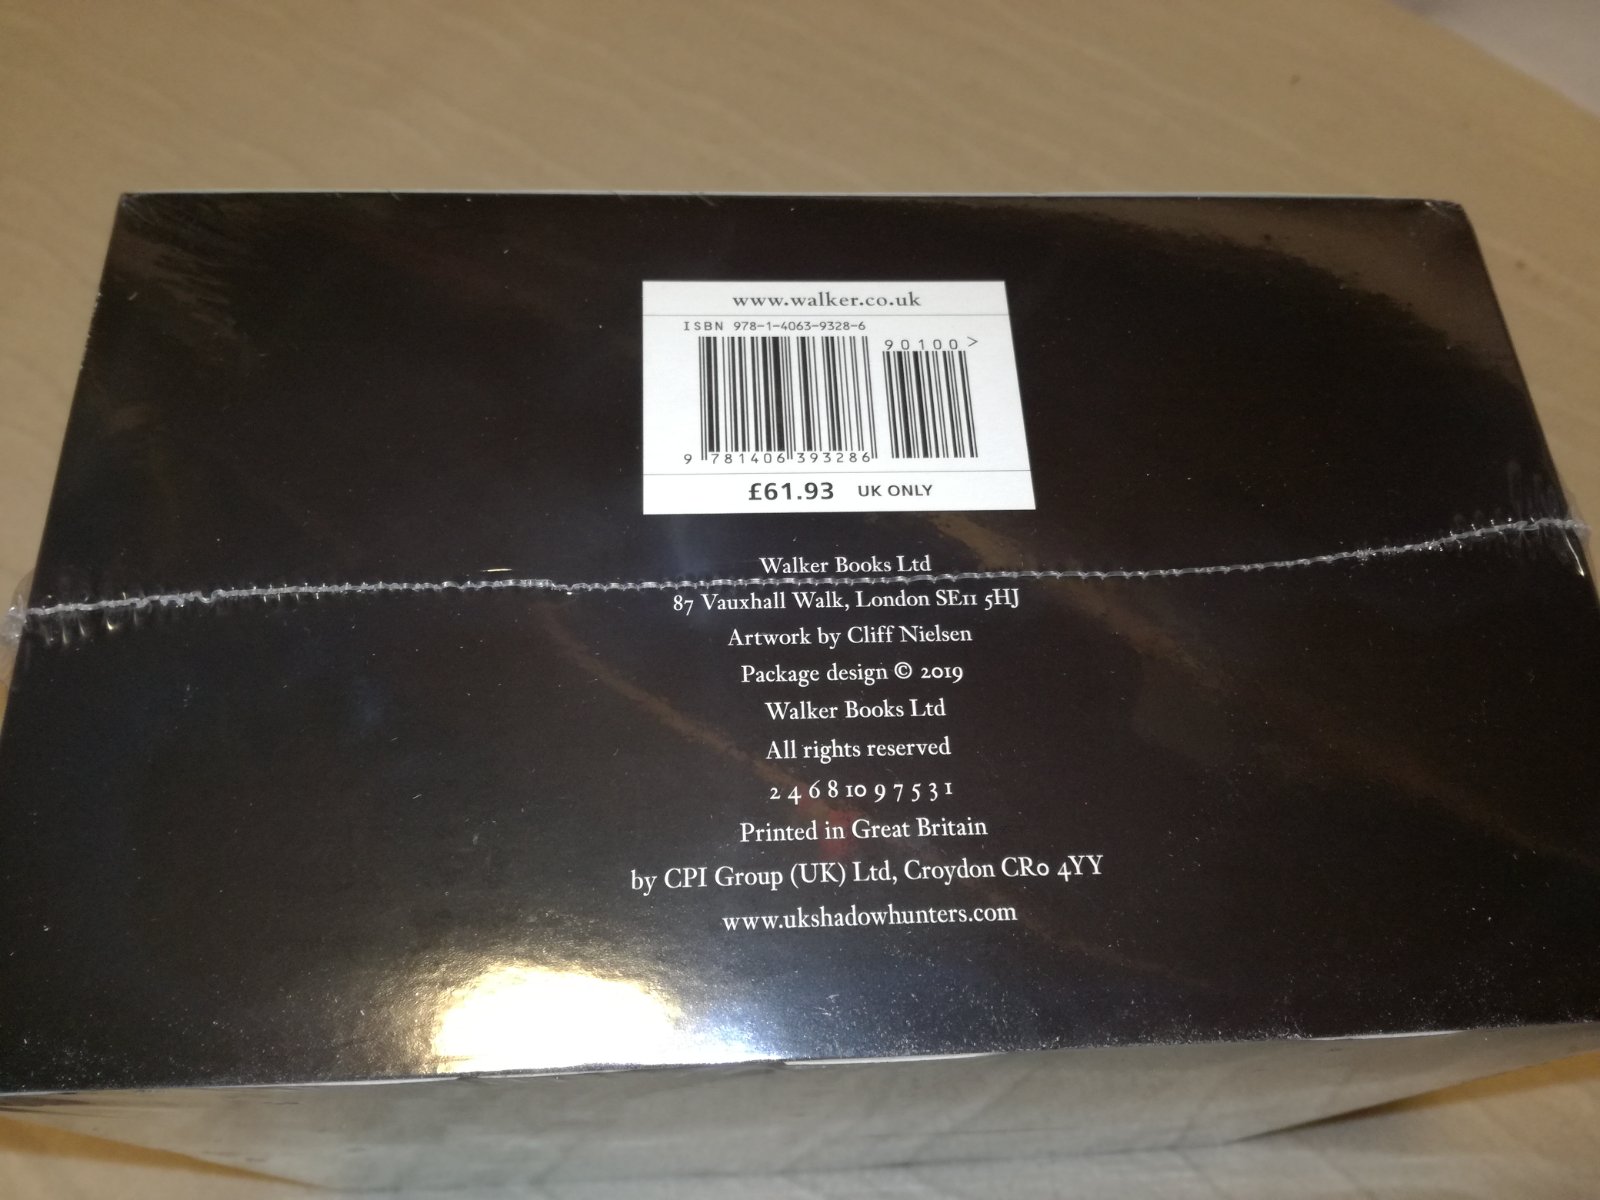 www.walker.co.uk
ISBN 978-1-4063-9328-6
90100>
9 781406 393286
£61.93 UK ONLY
Walker Books Ltd
87 Vauxhall Walk, London SE11 5HJ
Artwork by Cliff Nielsen
Package design © 2019
Walker Books Ltd
All rights reserved
2 4 6 8 10 9 7 5 3 1
Printed in Great Britain
by CPI Group (UK) Ltd, Croydon CR0 4YY
www.ukshadowhunters.com